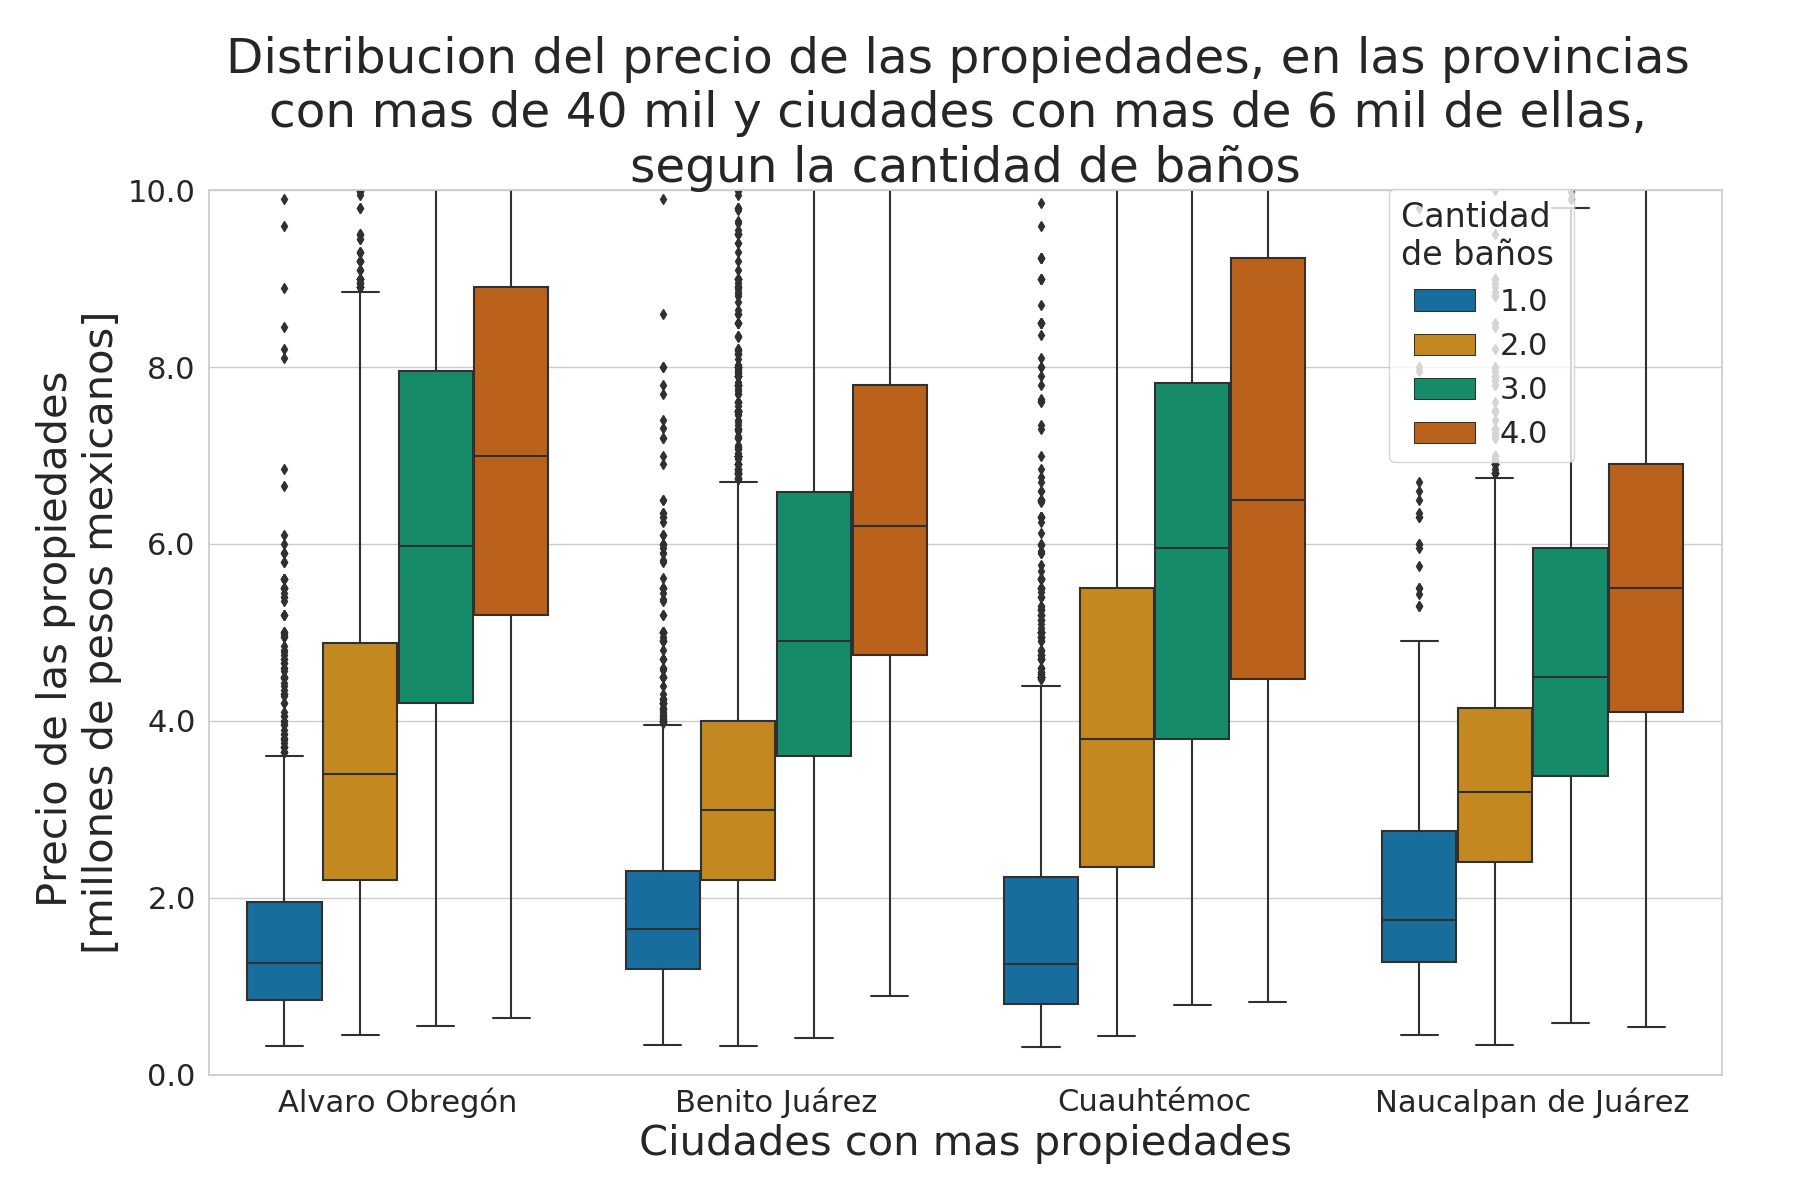 Distribucion del precio de las propiedades, en las provincias
con mas de 40 mil y ciudades con mas de 6 mil de ellas,
segun la cantidad de baños
Precio de las propiedades
[millones de pesos mexicanos]
10.0
8.0
6.0
4.0
2.0
0.0
Cantidad
de baños
1.0
2.0
3.0
4.0
Alvaro Obregón
Benito Juárez
Cuauhtémoc
Naucalpan de Juárez
Ciudades con mas propiedades